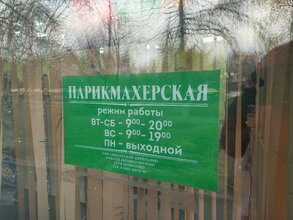 ПАРИКМАХЕРСКАЯ
режим работы
ВТ-СБ - 9⁰⁰- 20⁰⁰
ВС - 9⁰⁰- 19⁰⁰
ПН - ВЫХОДНОЙ